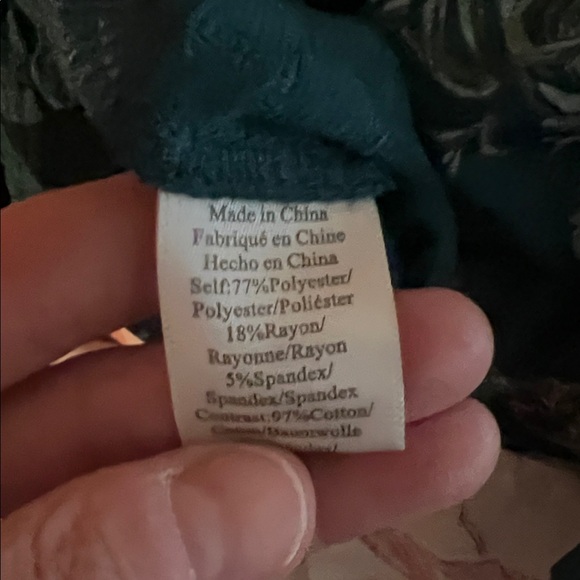 Made in China
Fabriqué en Chine
Hecho en China
Self:77%Polyester/
Polyester/Poliéster
18%Rayon/
Rayonne/Rayon
5%Spandex/
Spandex/Spandex
Contrast:97%Cotton/
/Baumwolle